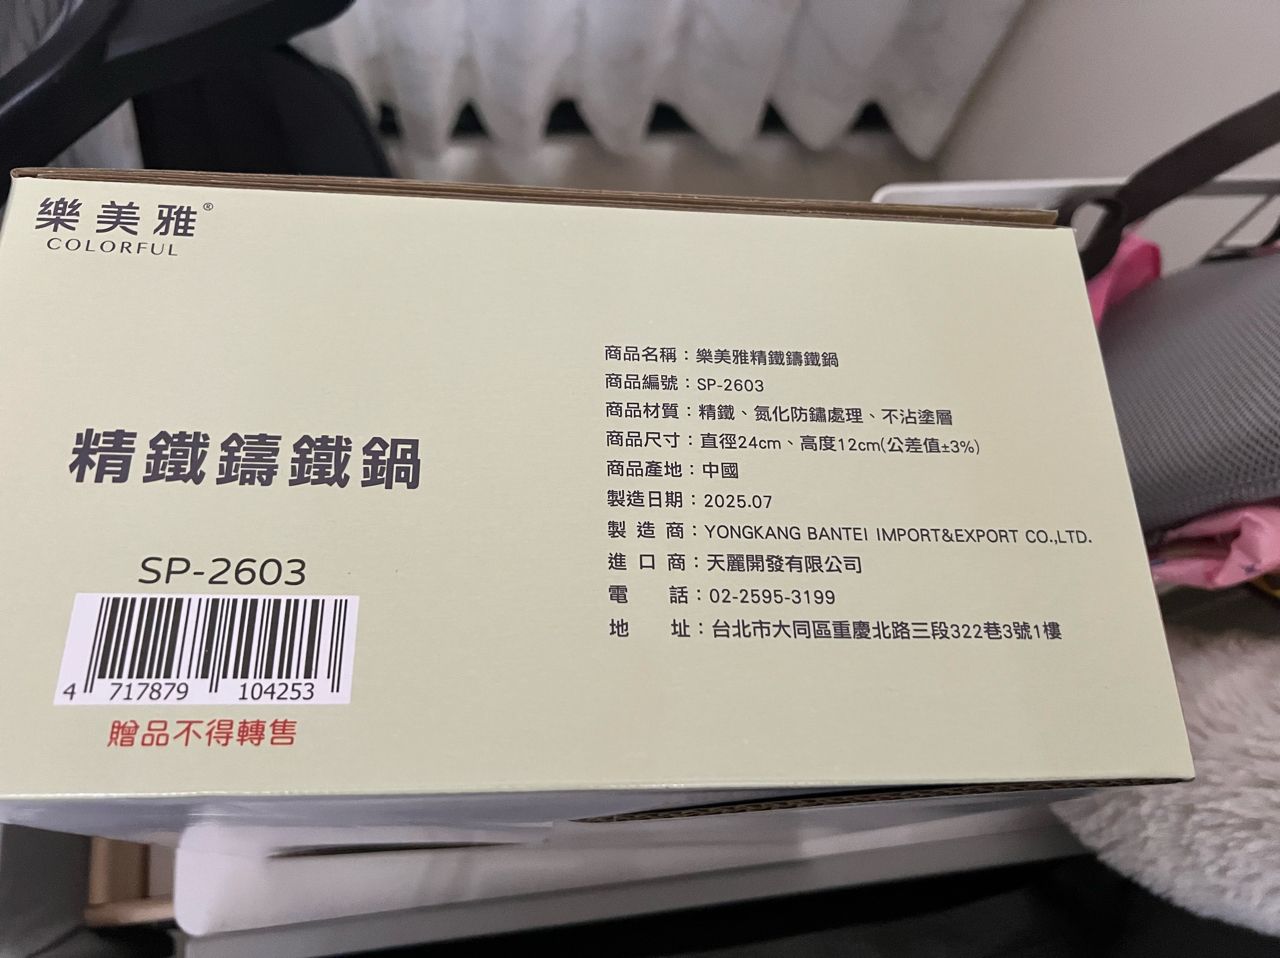 樂美雅®
COLORFUL
精鐵鑄鐵鍋
SP-2603
4 717879 104253
贈品不得轉售
商品名稱：樂美雅精鐵鑄鐵鍋
商品編號：SP-2603
商品材質：精鐵、氮化防鏽處理、不沾塗層
商品尺寸：直徑24cm、高度12cm(公差值±3%)
商品產地：中國
製造日期：2025.07
製造商：YONGKANG BANTEI IMPORT&EXPORT CO.,LTD.
進口商：天麗開發有限公司
電話：02-2595-3199
地址：台北市大同區重慶北路三段322巷3號1樓